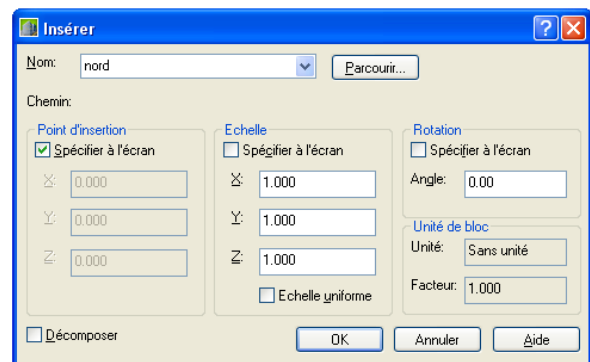 Insérer
Nom: nord Parcourir...
Chemin:
Point d'insertion Echelle Rotation
Spécifier à l'écran Spécifier à l'écran Spécifier à l'écran
X: 0.000 X: 1.000 Angle: 0.00
Y: 0.000 Y: 1.000 Unité de bloc
Z: 0.000 Z: 1.000 Unité: Sans unité
Echelle uniforme Facteur: 1.000
Décomposer OK Annuler Aide